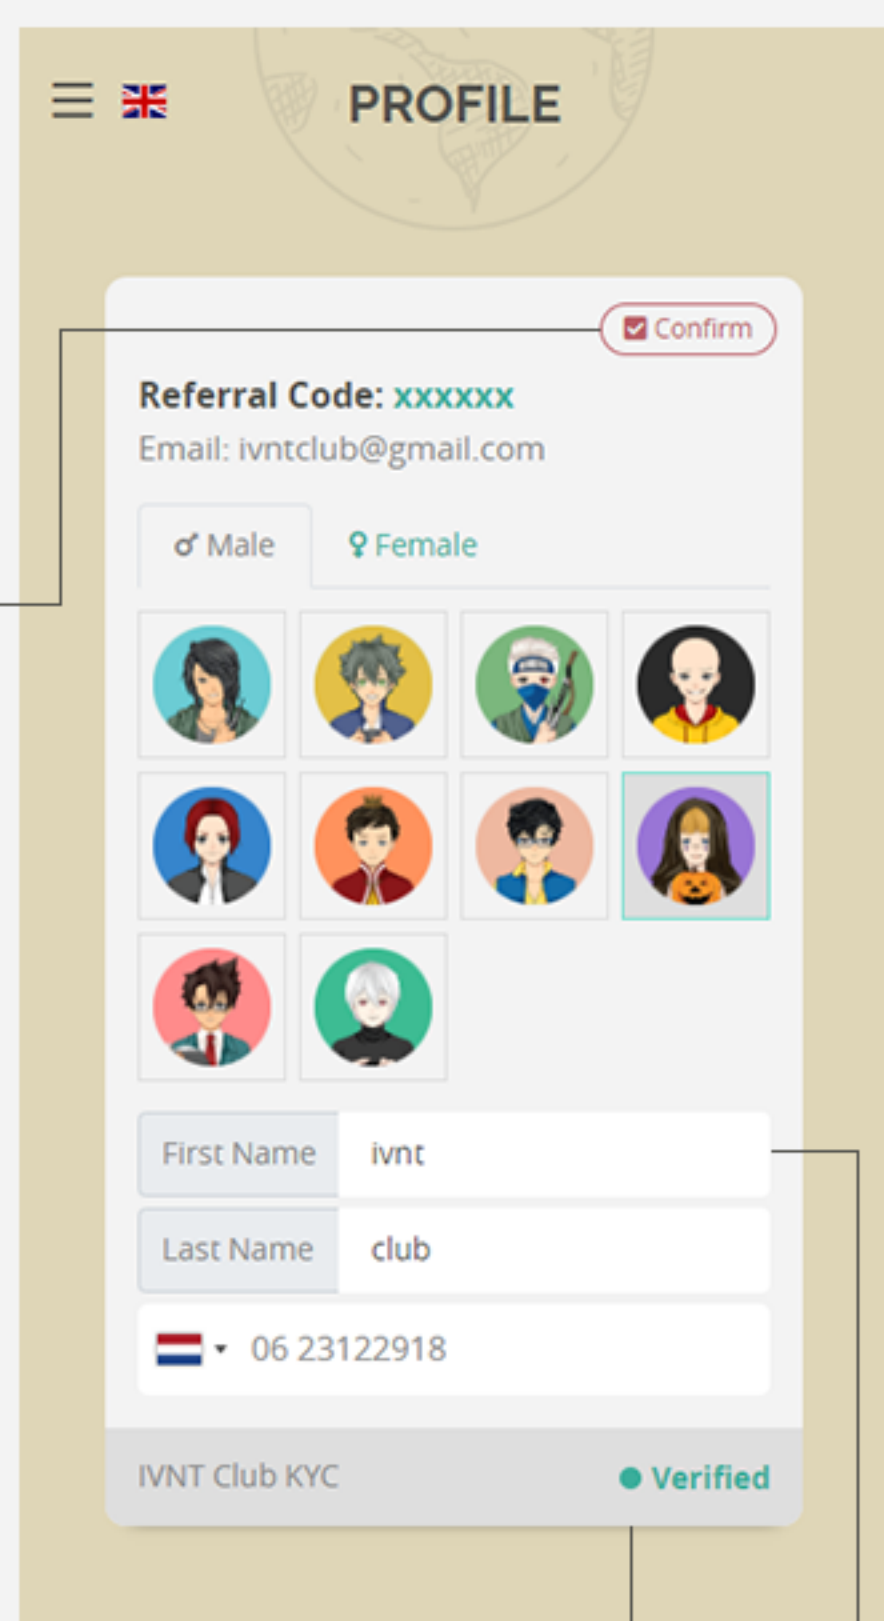 PROFILE
Confirm
Referral Code: xxxxxx
Email: ivntclub@gmail.com
Male Female
First Name ivnt
Last Name club
06 23122918
IVNT Club KYC Verified